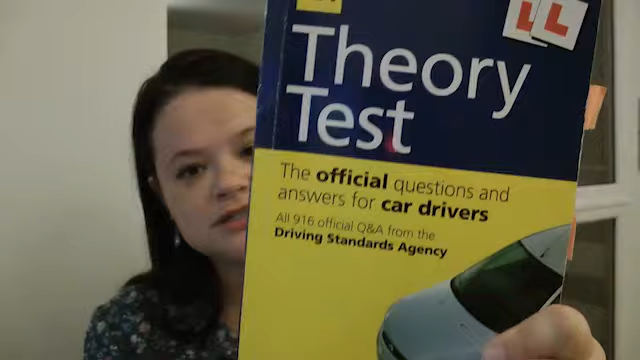 L L
Theory
Test
The official questions and
answers for car drivers
All 916 official Q&A from the
Driving Standards Agency